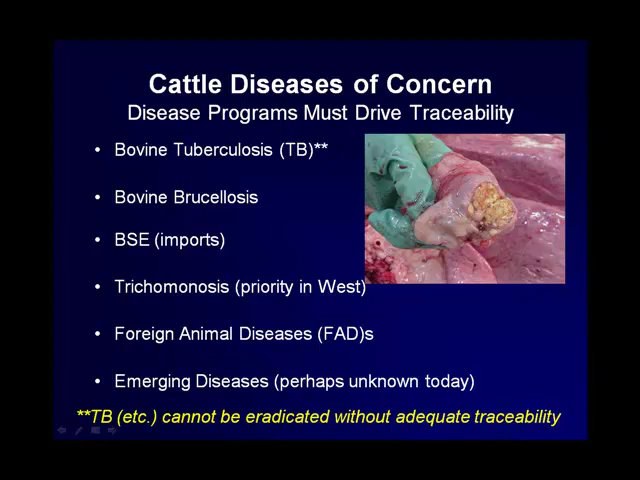 Cattle Diseases of Concern
Disease Programs Must Drive Traceability
• Bovine Tuberculosis (TB)**
• Bovine Brucellosis
• BSE (imports)
• Trichomonosis (priority in West)
• Foreign Animal Diseases (FAD)s
• Emerging Diseases (perhaps unknown today)
**TB (etc.) cannot be eradicated without adequate traceability